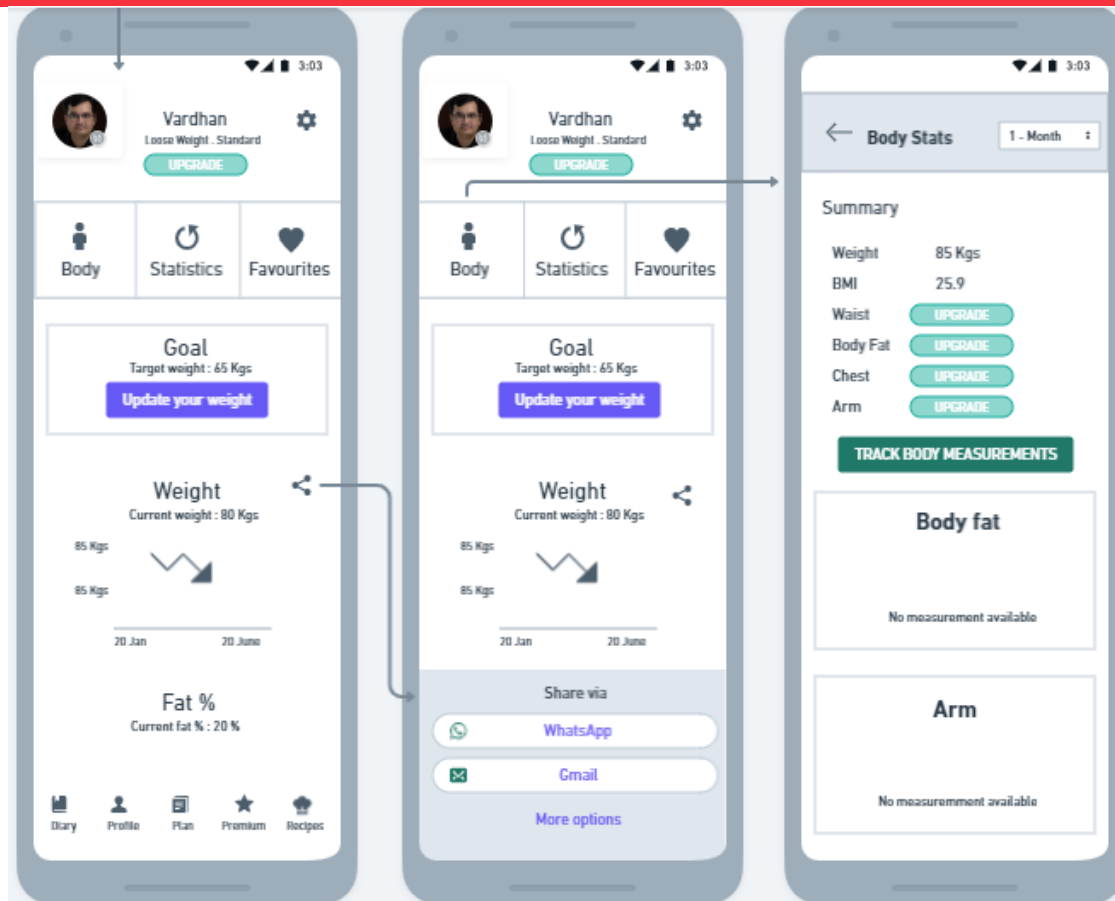 3:03
Vardhan
Loose Weight . Standard
UPGRADE
Body Statistics Favourites
Goal
Target weight : 65 Kgs
Update your weight
Weight
Current weight : 80 Kgs
85 Kgs
85 Kgs
20 Jan 20 June
Fat %
Current fat % : 20 %
Diary Profile Plan Premium Recipes
3:03
Vardhan
Loose Weight . Standard
UPGRADE
Body Statistics Favourites
Goal
Target weight : 65 Kgs
Update your weight
Weight
Current weight : 80 Kgs
85 Kgs
85 Kgs
20 Jan 20 June
Share via
WhatsApp
Gmail
More options
3:03
Body Stats 1 - Month
Summary
Weight 85 Kgs
BMI 25.9
Waist UPGRADE
Body Fat UPGRADE
Chest UPGRADE
Arm UPGRADE
TRACK BODY MEASUREMENTS
Body fat
No measurement available
Arm
No measuremment available